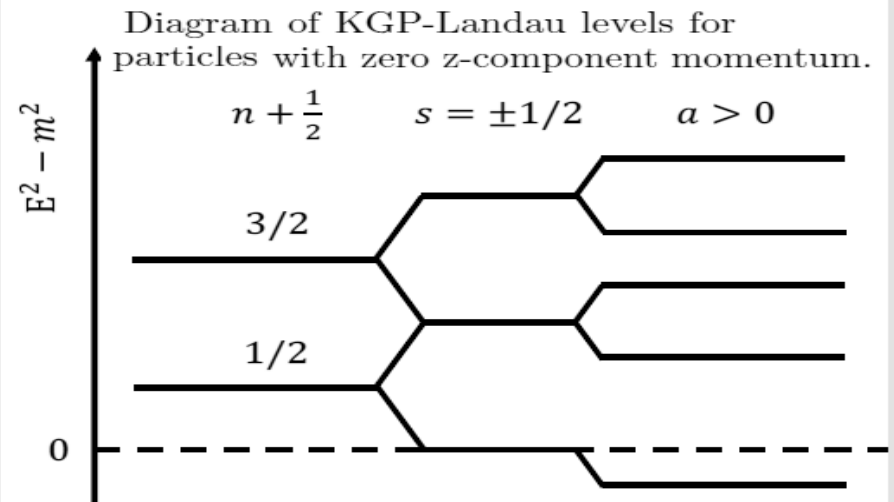 Diagram of KGP-Landau levels for
particles with zero z-component momentum.
n + 1/2 s = ±1/2 a > 0
E² − m²
3/2
1/2
0